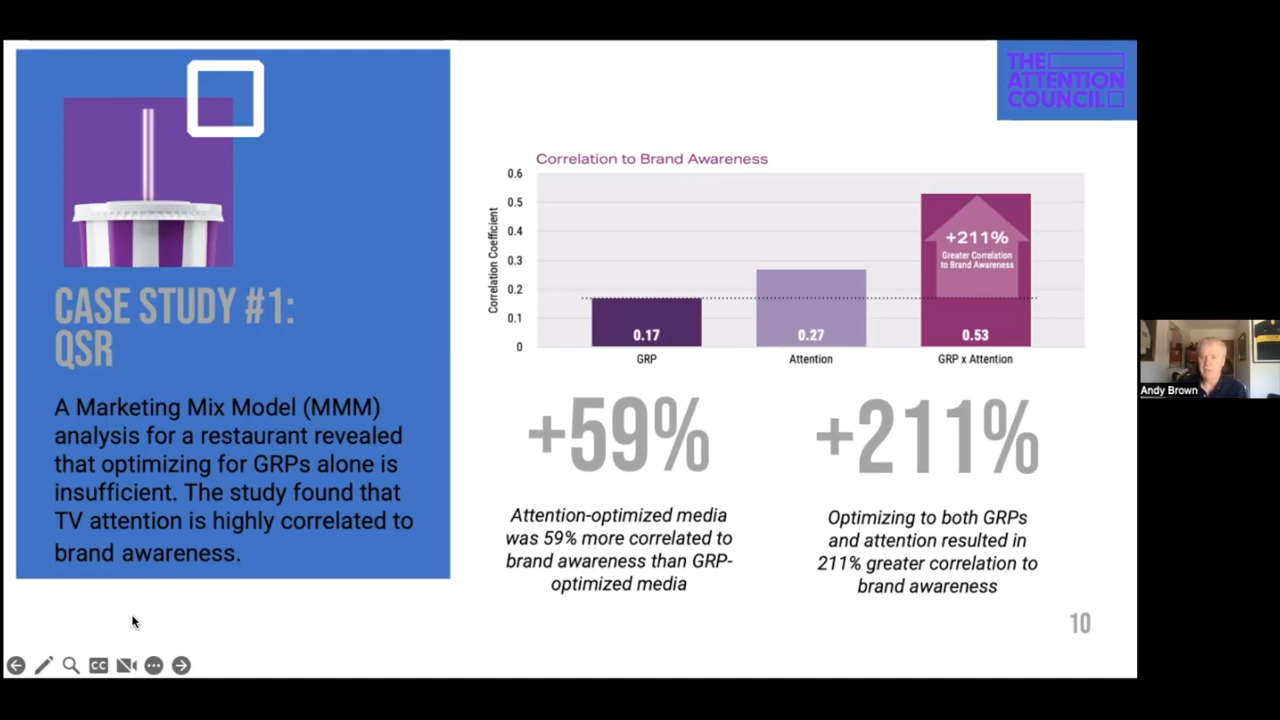 THE
ATTENTION
COUNCIL
CASE STUDY #1:
QSR
A Marketing Mix Model (MMM)
analysis for a restaurant revealed
that optimizing for GRPs alone is
insufficient. The study found that
TV attention is highly correlated to
brand awareness.
Correlation to Brand Awareness
Correlation Coefficient
0.6
0.5
0.4
0.3
0.2
0.1
0
+211%
Greater Correlation
to Brand Awareness
0.17
0.27
0.53
GRP
Attention
GRP x Attention
+59%
Attention-optimized media
was 59% more correlated to
brand awareness than GRP-
optimized media
+211%
Optimizing to both GRPs
and attention resulted in
211% greater correlation to
brand awareness
10
CC
Andy Brown